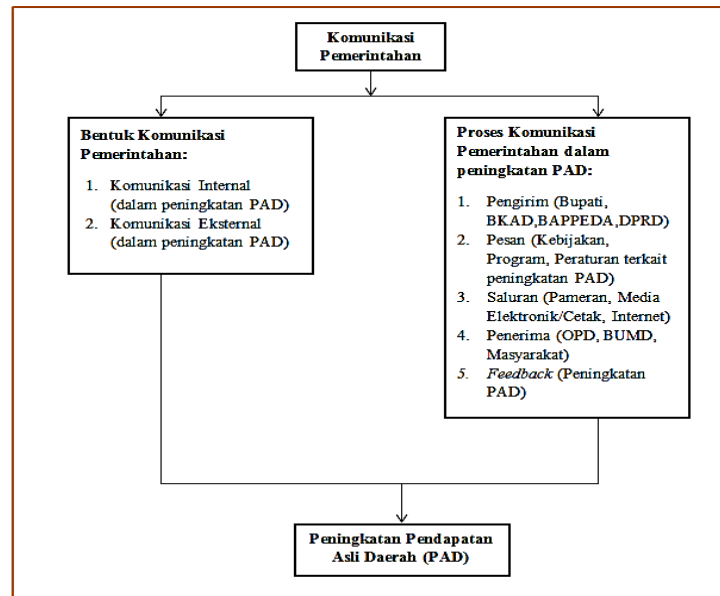 Komunikasi
Pemerintahan
Bentuk Komunikasi
Pemerintahan:
1. Komunikasi Internal
(dalam peningkatan PAD)
2. Komunikasi Eksternal
(dalam peningkatan PAD)
Proses Komunikasi
Pemerintahan dalam
peningkatan PAD:
1. Pengirim (Bupati,
BKAD,BAPPEDA,DPRD)
2. Pesan (Kebijakan,
Program, Peraturan terkait
peningkatan PAD)
3. Saluran (Pameran, Media
Elektronik/Cetak, Internet)
4. Penerima (OPD, BUMD,
Masyarakat)
5. Feedback (Peningkatan
PAD)
Peningkatan Pendapatan
Asli Daerah (PAD)